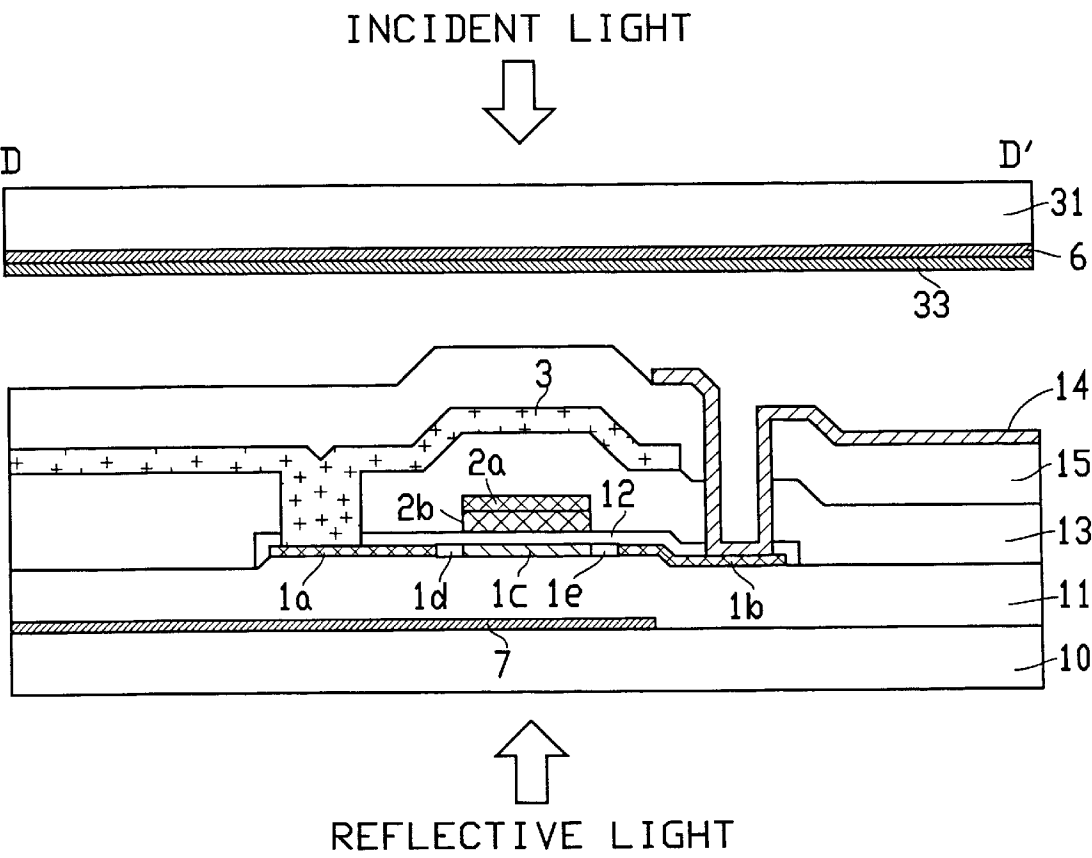 INCIDENT LIGHT
D
D'
31
6
33
3
14
2a
15
2b
12
13
1a
1d
1c
1e
1b
11
7
10
REFLECTIVE LIGHT